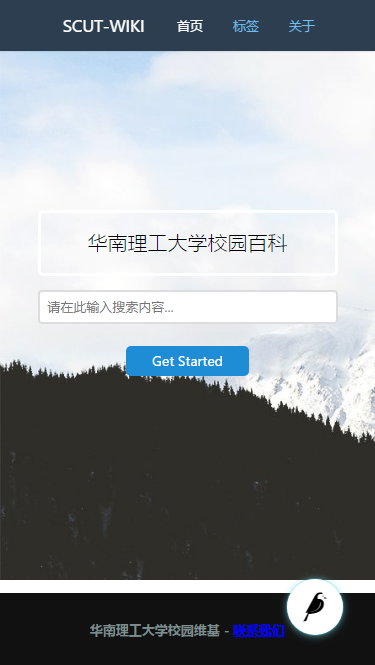 SCUT-WIKI 首页 标签 关于
华南理工大学校园百科
请在此输入搜索内容...
Get Started
华南理工大学校园维基 - 联系我们